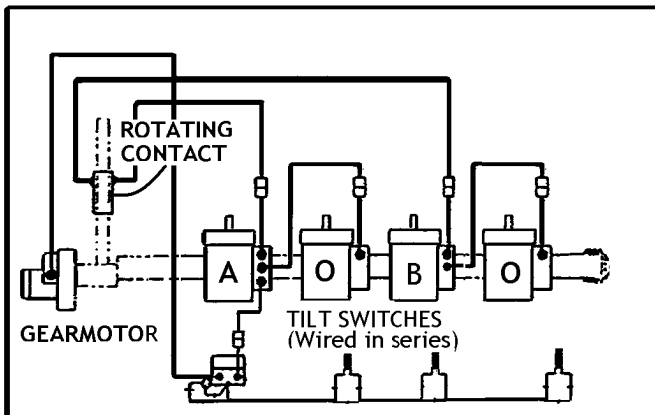 ROTATING
CONTACT
A
O
B
O
GEARMOTOR
TILT SWITCHES
(Wired in series)